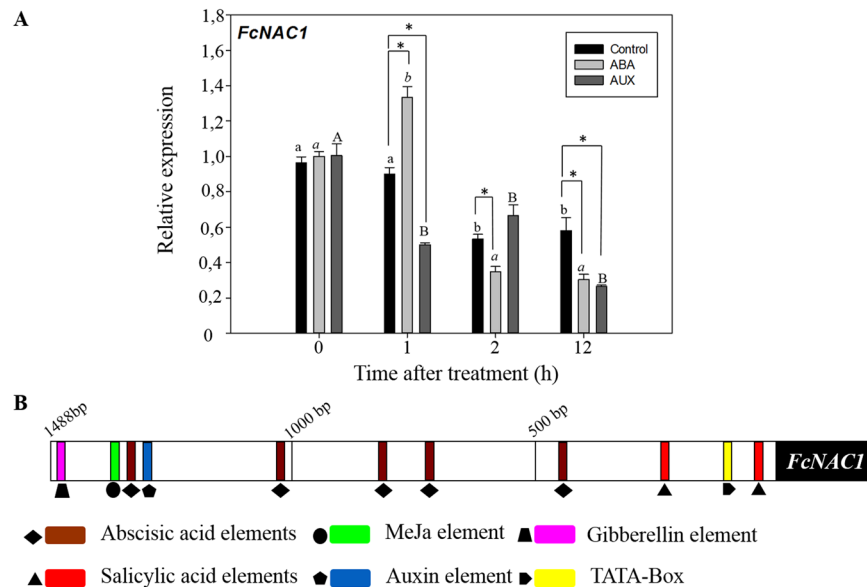 A
FcNAC1
Relative expression
1,8
1,6
1,4
1,2
1,0
0,8
0,6
0,4
0,2
0
Control
ABA
AUX
a a A
a b B
* *
b a B
*
b a B
* *
0 1 2 12
Time after treatment (h)
B
1488bp 1000 bp 500 bp
FcNAC1
Abscisic acid elements MeJa element Gibberellin element
Salicylic acid elements Auxin element TATA-Box